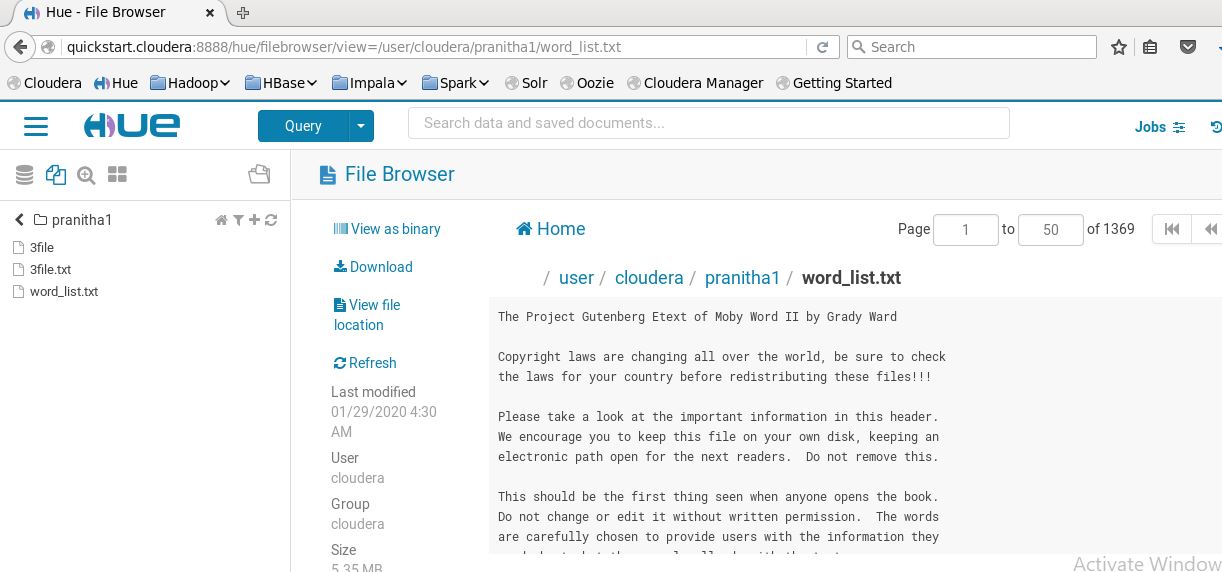 Hue - File Browser
quickstart.cloudera:8888/hue/filebrowser/view=/user/cloudera/pranitha1/word_list.txt
Search
Cloudera Hue Hadoop HBase Impala Spark Solr Oozie Cloudera Manager Getting Started
HUE Query Search data and saved documents... Jobs
File Browser
pranitha1
3file
3file.txt
word_list.txt
View as binary
Download
View file
location
Refresh
Last modified
01/29/2020 4:30
AM
User
cloudera
Group
cloudera
Size
5.35 MB
Home
Page 1 to 50 of 1369
/ user / cloudera / pranitha1 / word_list.txt
The Project Gutenberg Etext of Moby Word II by Grady Ward
Copyright laws are changing all over the world, be sure to check
the laws for your country before redistributing these files!!!
Please take a look at the important information in this header.
We encourage you to keep this file on your own disk, keeping an
electronic path open for the next readers.  Do not remove this.
This should be the first thing seen when anyone opens the book.
Do not change or edit it without written permission.  The words
are carefully chosen to provide users with the information they
Activate Window